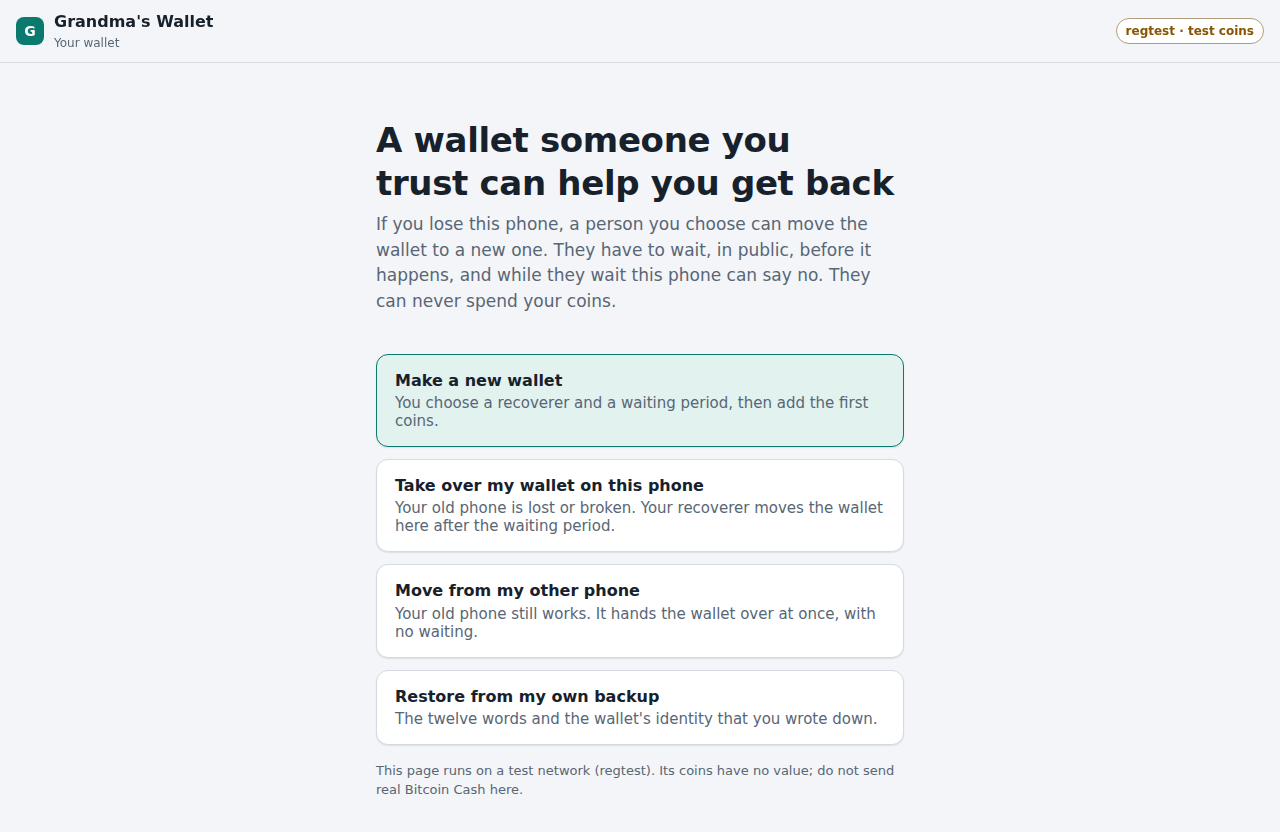 G
Grandma's Wallet
Your wallet
regtest · test coins
A wallet someone you
trust can help you get back
If you lose this phone, a person you choose can move the
wallet to a new one. They have to wait, in public, before it
happens, and while they wait this phone can say no. They
can never spend your coins.
Make a new wallet
You choose a recoverer and a waiting period, then add the first
coins.
Take over my wallet on this phone
Your old phone is lost or broken. Your recoverer moves the wallet
here after the waiting period.
Move from my other phone
Your old phone still works. It hands the wallet over at once, with
no waiting.
Restore from my own backup
The twelve words and the wallet's identity that you wrote down.
This page runs on a test network (regtest). Its coins have no value; do not send
real Bitcoin Cash here.